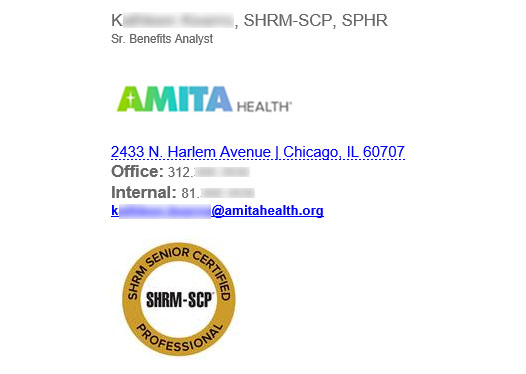 K, SHRM-SCP, SPHR
Sr. Benefits Analyst
AMITA HEALTH
2433 N. Harlem Avenue | Chicago, IL 60707
Office: 312.
Internal: 81.
k@amitahealth.org
SHRM SENIOR CERTIFIED
SHRM-SCP
PROFESSIONAL